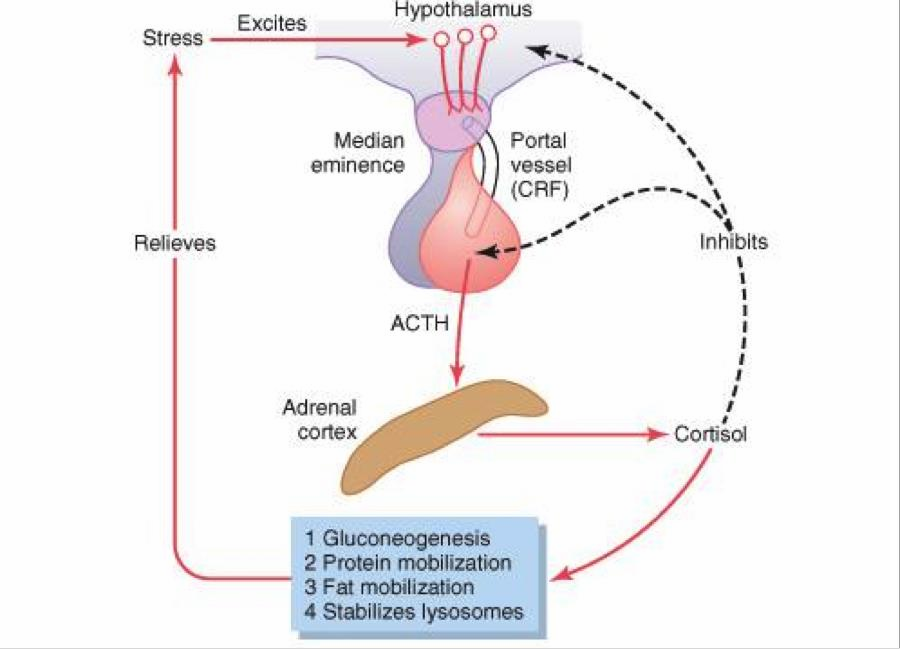 Hypothalamus
Excites
Stress
Median
eminence
Portal
vessel
(CRF)
Relieves
Inhibits
ACTH
Adrenal
cortex
Cortisol
1 Gluconeogenesis
2 Protein mobilization
3 Fat mobilization
4 Stabilizes lysosomes